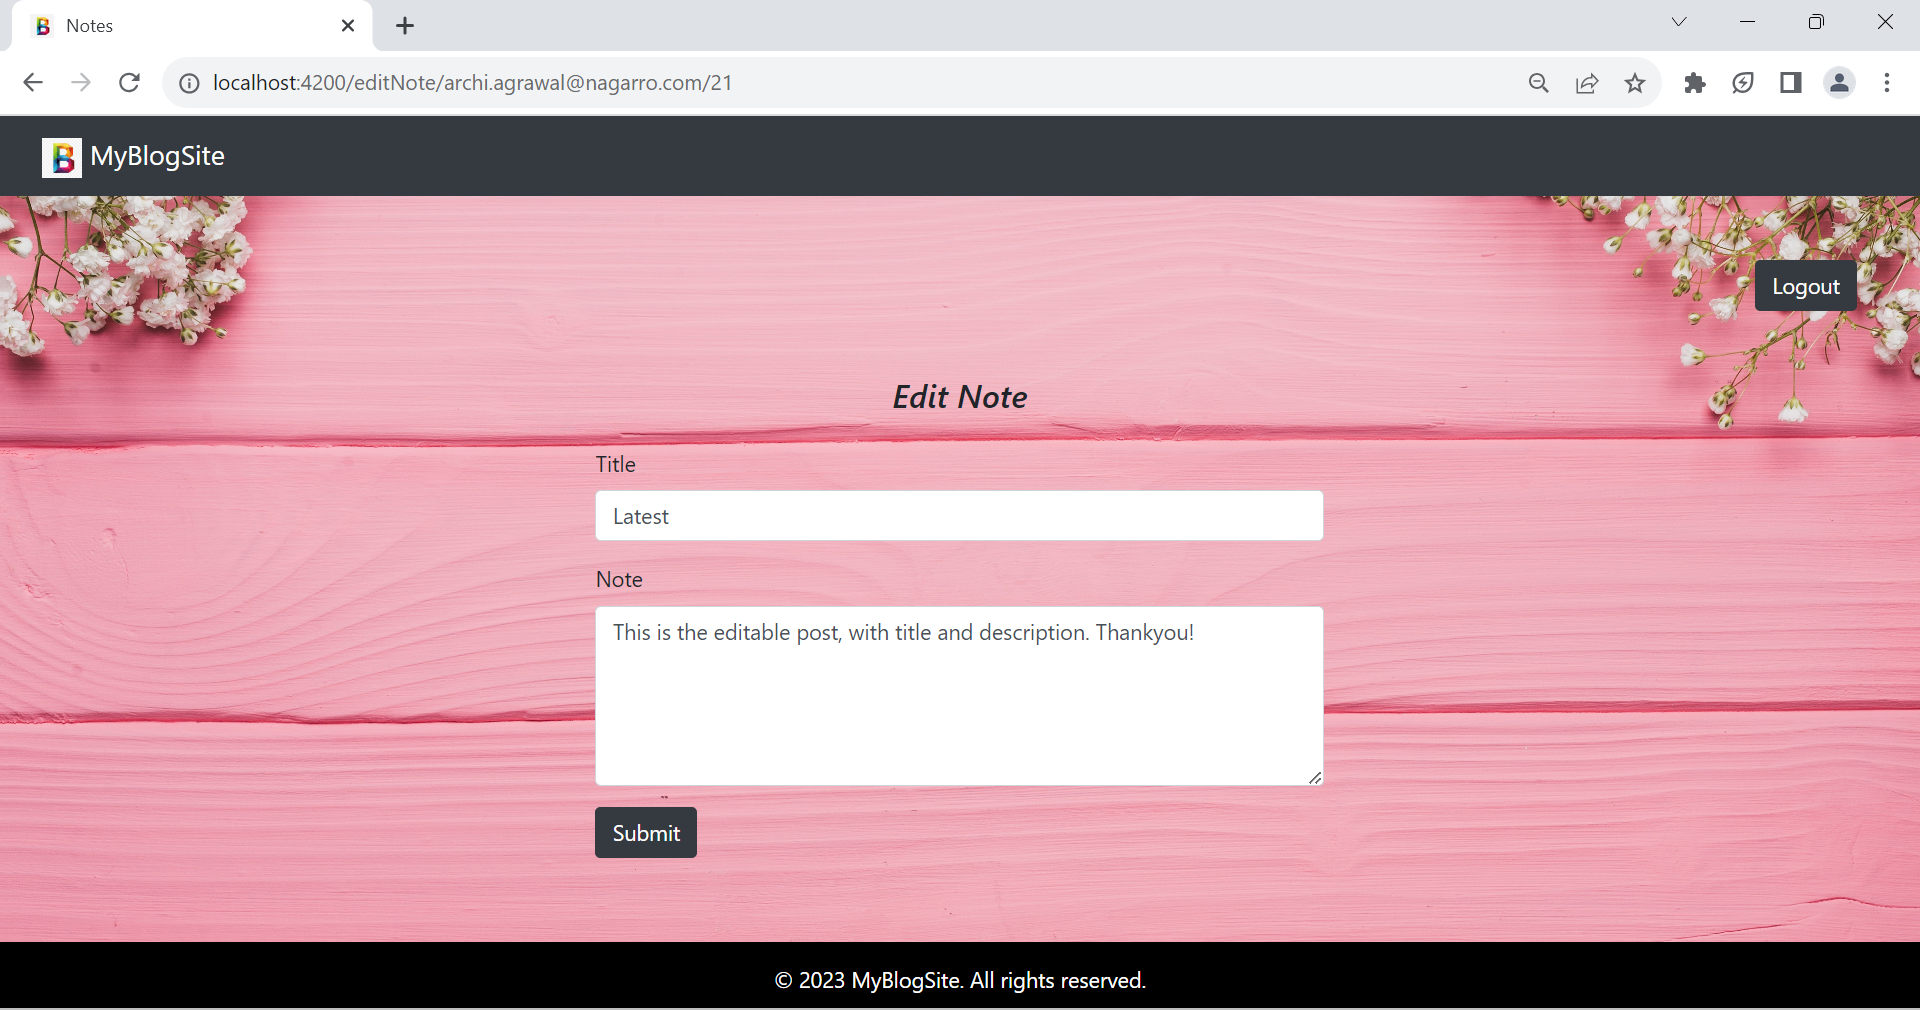 Notes
localhost:4200/editNote/archi.agrawal@nagarro.com/21
B MyBlogSite
Logout
Edit Note
Title
Latest
Note
This is the editable post, with title and description. Thankyou!
Submit
© 2023 MyBlogSite. All rights reserved.